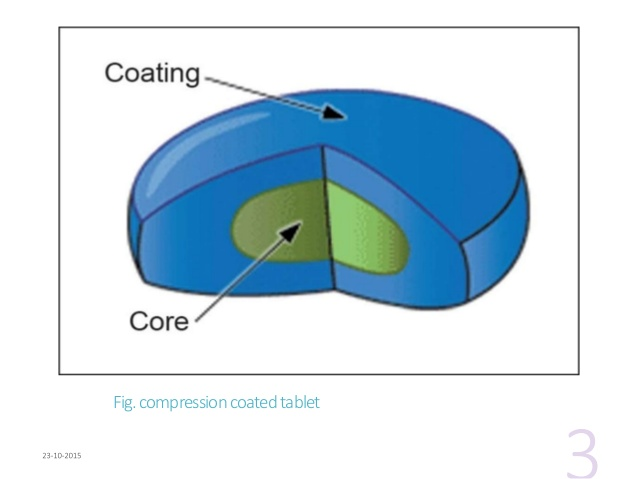 Coating
Core
Fig. compression coated tablet
23-10-2015
3